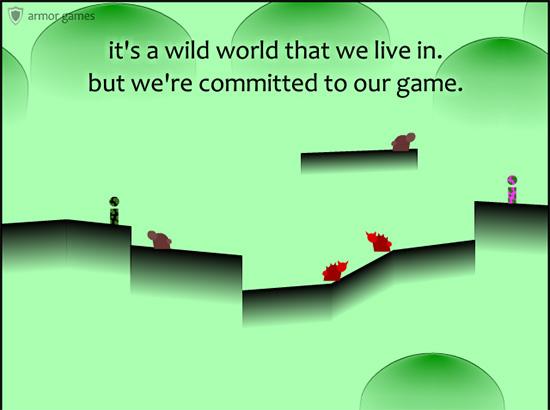 armor games
it's a wild world that we live in.
but we're committed to our game.